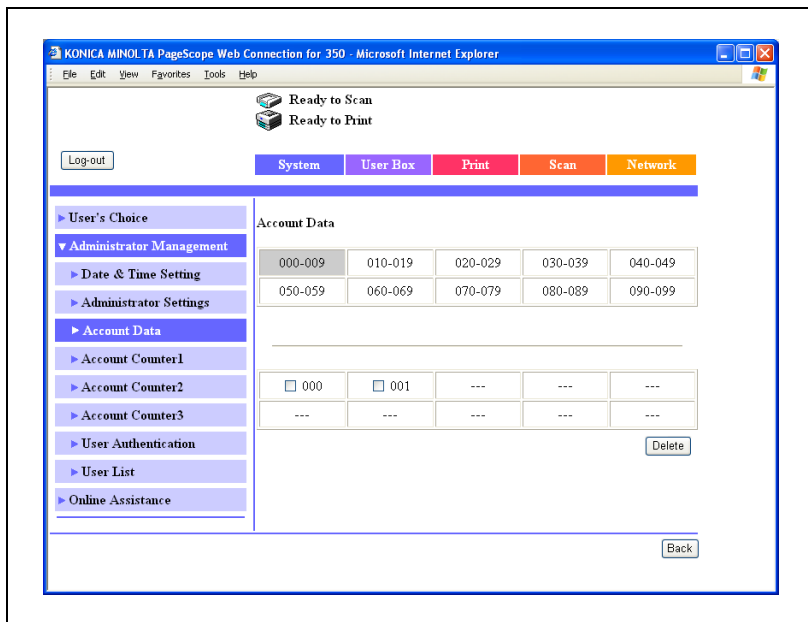 KONICA MINOLTA PageScope Web Connection for 350 - Microsoft Internet Explorer
File Edit View Favorites Tools Help
Ready to Scan
Ready to Print
Log-out
System User Box Print Scan Network
User's Choice
Administrator Management
Date & Time Setting
Administrator Settings
Account Data
Account Counter1
Account Counter2
Account Counter3
User Authentication
User List
Online Assistance
Account Data
000-009 010-019 020-029 030-039 040-049
050-059 060-069 070-079 080-089 090-099
000 001 --- --- ---
--- --- --- --- ---
Delete
Back